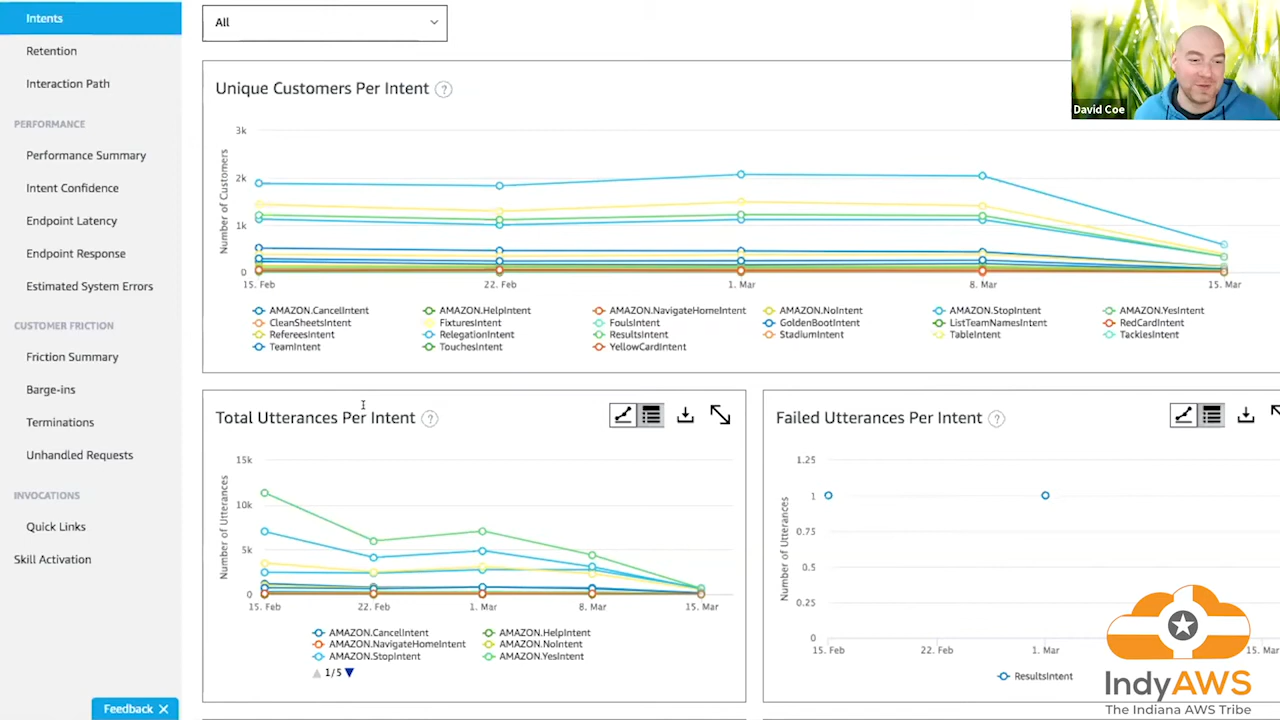 Intents
Retention
Interaction Path
PERFORMANCE
Performance Summary
Intent Confidence
Endpoint Latency
Endpoint Response
Estimated System Errors
CUSTOMER FRICTION
Friction Summary
Barge-ins
Terminations
Unhandled Requests
INVOCATIONS
Quick Links
Skill Activation
Feedback X
All
David Coe
Unique Customers Per Intent ?
Number of Customers
3k
2k
1k
0
15. Feb 22. Feb 1. Mar 8. Mar 15. Mar
AMAZON.CancelIntent AMAZON.HelpIntent AMAZON.NavigateHomeIntent AMAZON.NoIntent AMAZON.StopIntent AMAZON.YesIntent
CleanSheetsIntent FixturesIntent FoulsIntent GoldenBootIntent ListTeamNamesIntent RedCardIntent
RefereesIntent RelegationIntent ResultsIntent StadiumIntent TableIntent TacklesIntent
TeamIntent TouchesIntent YellowCardIntent
Total Utterances Per Intent ?
Number of Utterances
15k
10k
5k
0
15. Feb 22. Feb 1. Mar 8. Mar 15. Mar
AMAZON.CancelIntent AMAZON.HelpIntent
AMAZON.NavigateHomeIntent AMAZON.NoIntent
AMAZON.StopIntent AMAZON.YesIntent
1/5
Failed Utterances Per Intent ?
Number of Utterances
1.25
1
0.75
0.5
0.25
0
15. Feb 22. Feb 1. Mar 15. Mar
ResultsIntent
IndyAWS
The Indiana AWS Tribe